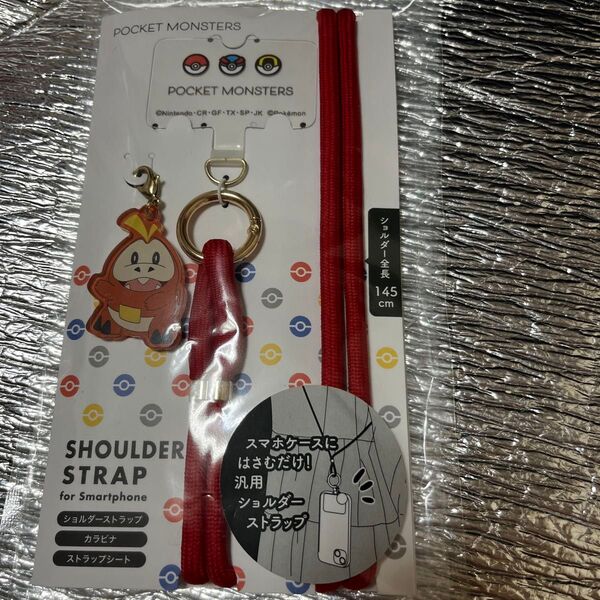 POCKET MONSTERS
POCKET MONSTERS
©Nintendo・CR・GF・TX・SP・JK ©Pokémon
ショルダー全長
145
cm
SHOULDER
STRAP
for Smartphone
ショルダーストラップ
カラビナ
ストラップシート
スマホケースに
はさむだけ!
汎用
ショルダー
ストラップ